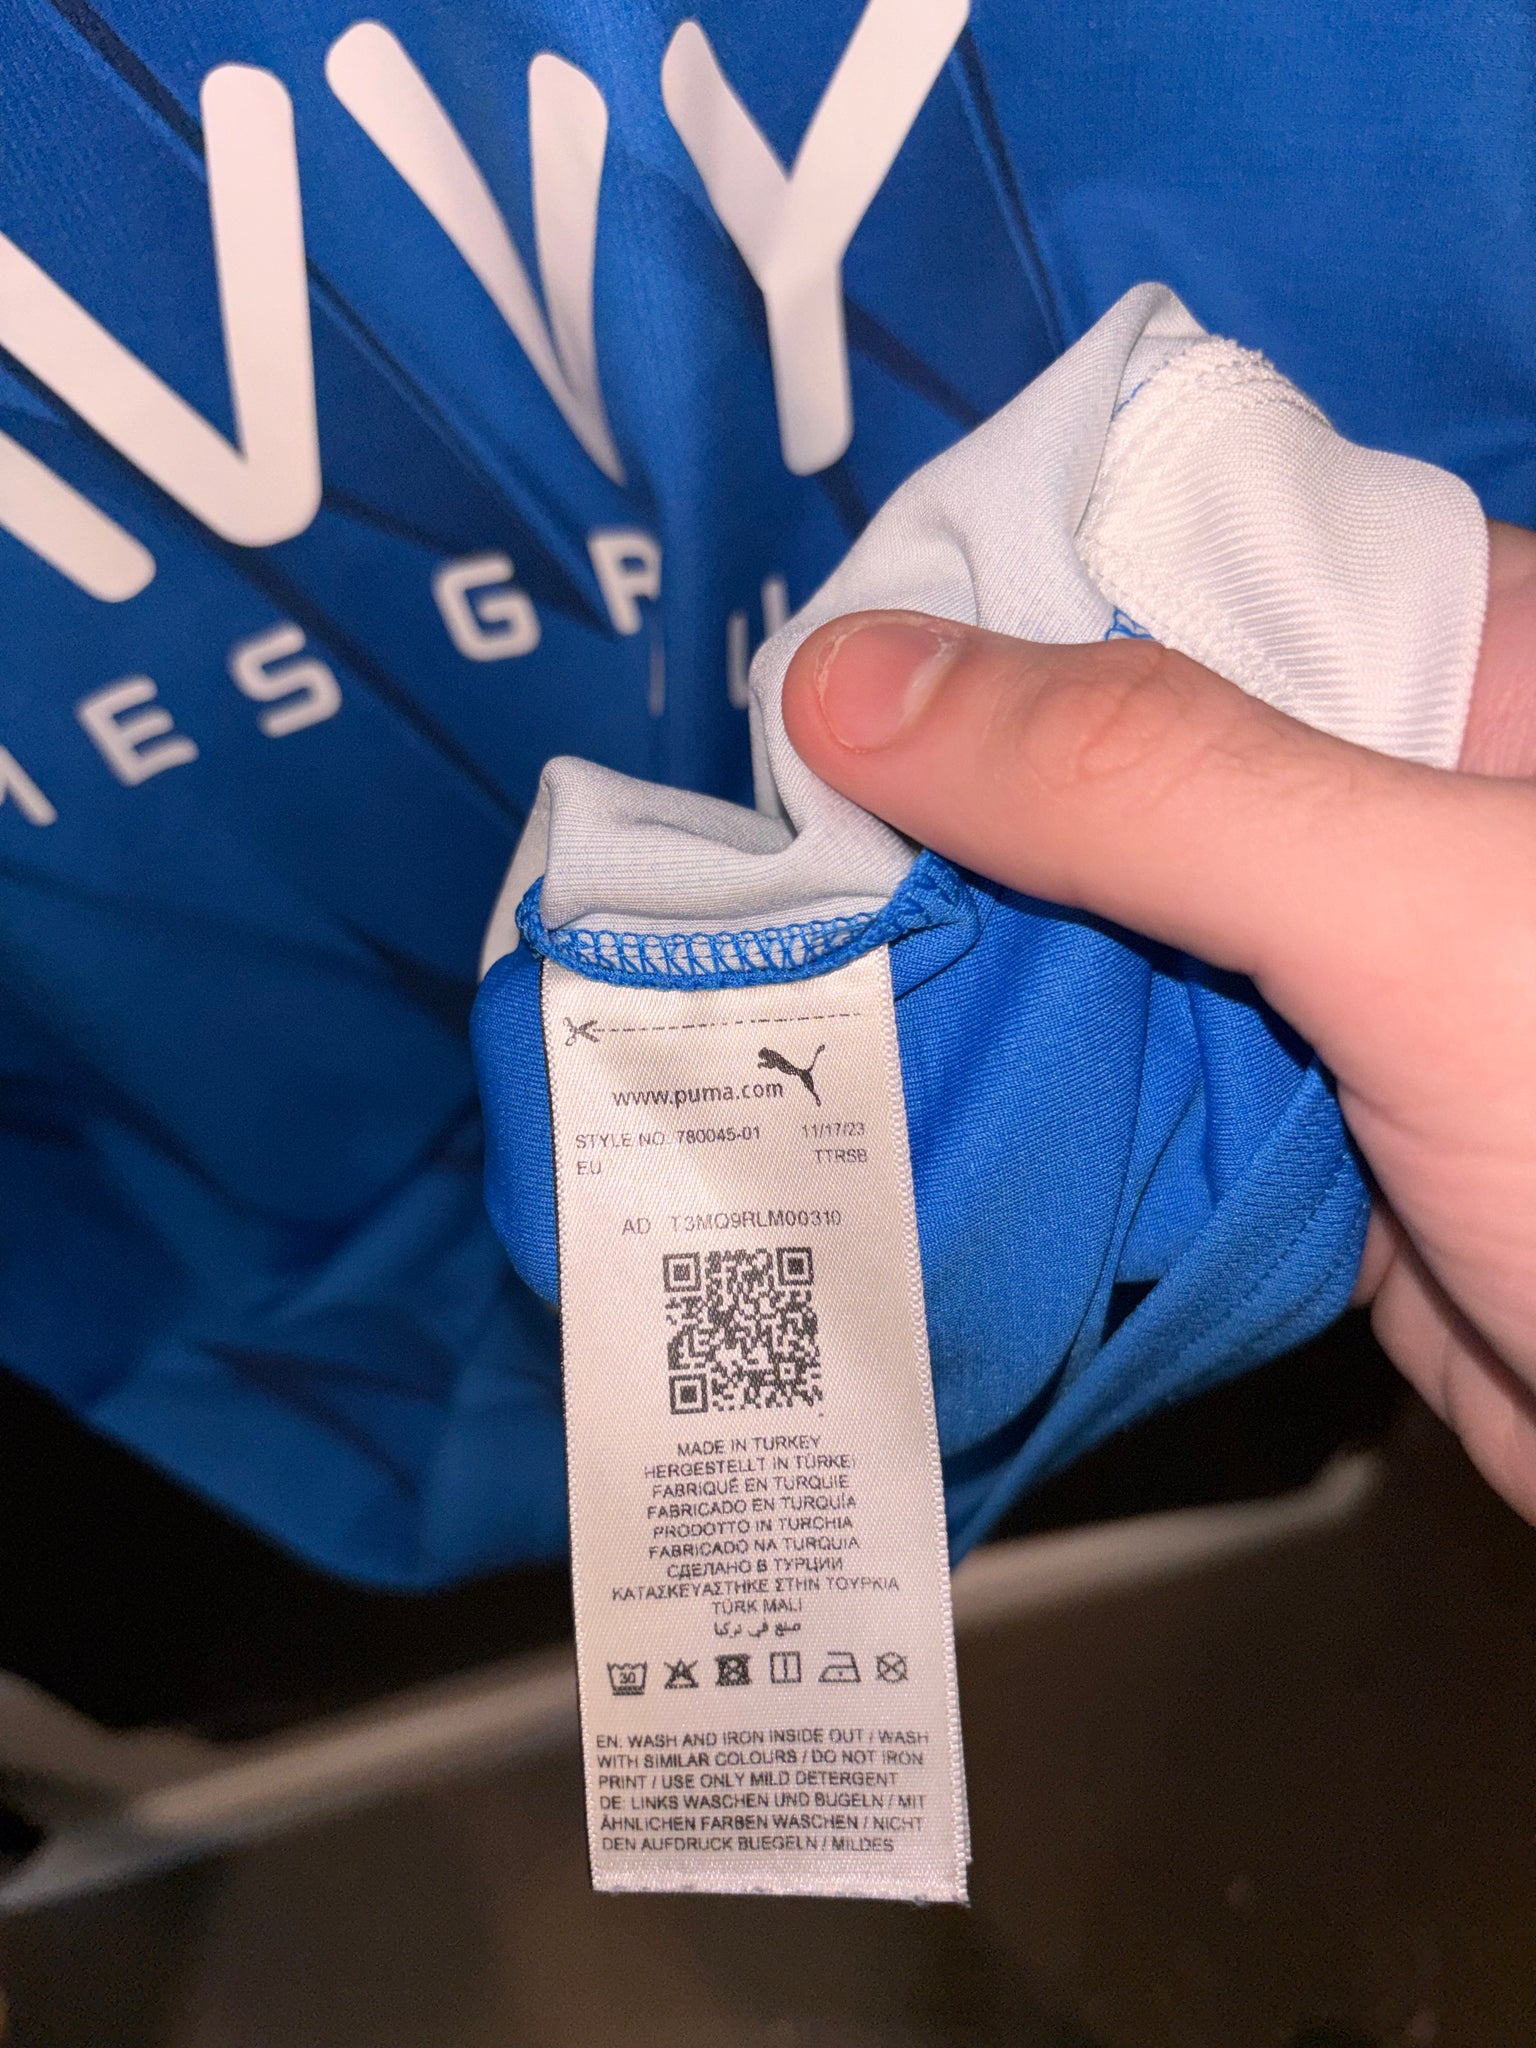 NVY
MES GR U
www.puma.com
STYLE NO. 780045-01 11/17/23
EU TTRSB
AD T3MQ9RLM00310
MADE IN TURKEY
HERGESTELLT IN TÜRKEI
FABRIQUÉ EN TURQUIE
FABRICADO EN TURQUÍA
PRODOTTO IN TURCHIA
FABRICADO NA TURQUIA
СДЕЛАНО В ТУРЦИИ
ΚΑΤΑΣΚΕΥΑΣΤΗΚΕ ΣΤΗΝ ΤΟΥΡΚΙΑ
TÜRK MALI
صنع في تركيا
30
EN: WASH AND IRON INSIDE OUT / WASH
WITH SIMILAR COLOURS / DO NOT IRON
PRINT / USE ONLY MILD DETERGENT
DE: LINKS WASCHEN UND BÜGELN / MIT
ÄHNLICHEN FARBEN WASCHEN / NICHT
DEN AUFDRUCK BUEGELN / MILDES